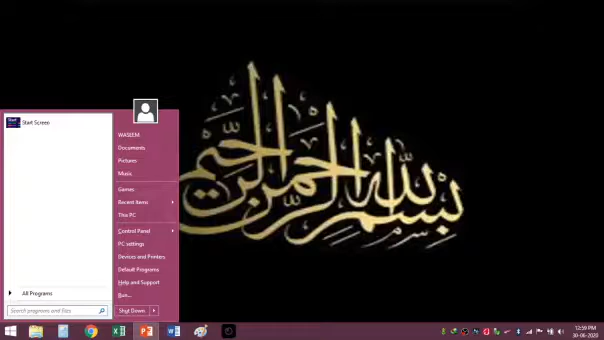 بسم الله الرحمن الرحيم
Start Screen
WASEEM
Documents
Pictures
Music
Games
Recent Items
This PC
Control Panel
PC settings
Devices and Printers
Default Programs
Help and Support
Run...
All Programs
Search programs and files
Shut Down
12:59 PM
30-06-2020